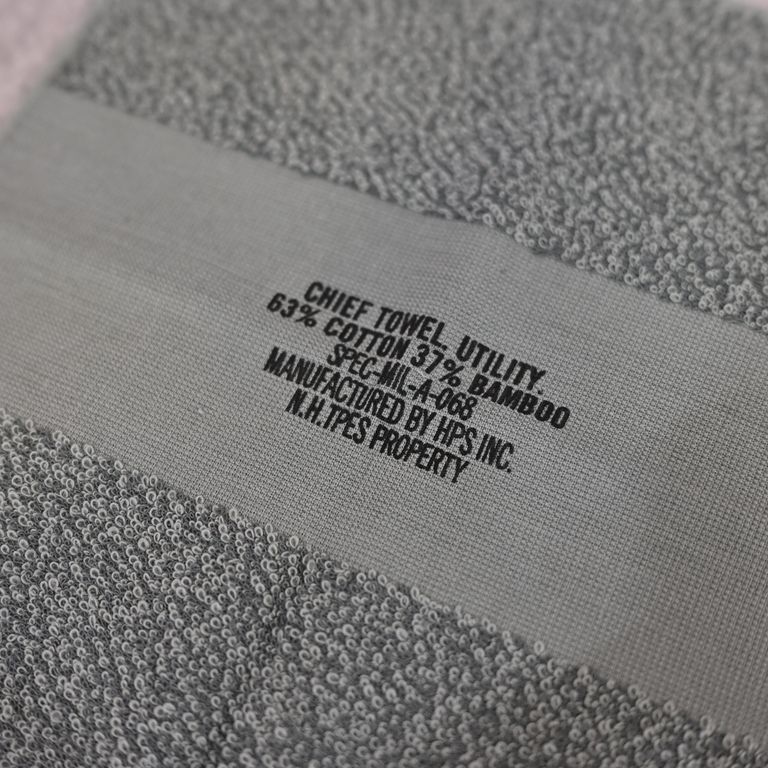 CHIEF TOWEL, UTILITY.
63% COTTON 37% BAMBOO
SPEC-MIL-A-068
MANUFACTURED BY HPS INC.
N.H.TPES PROPERTY